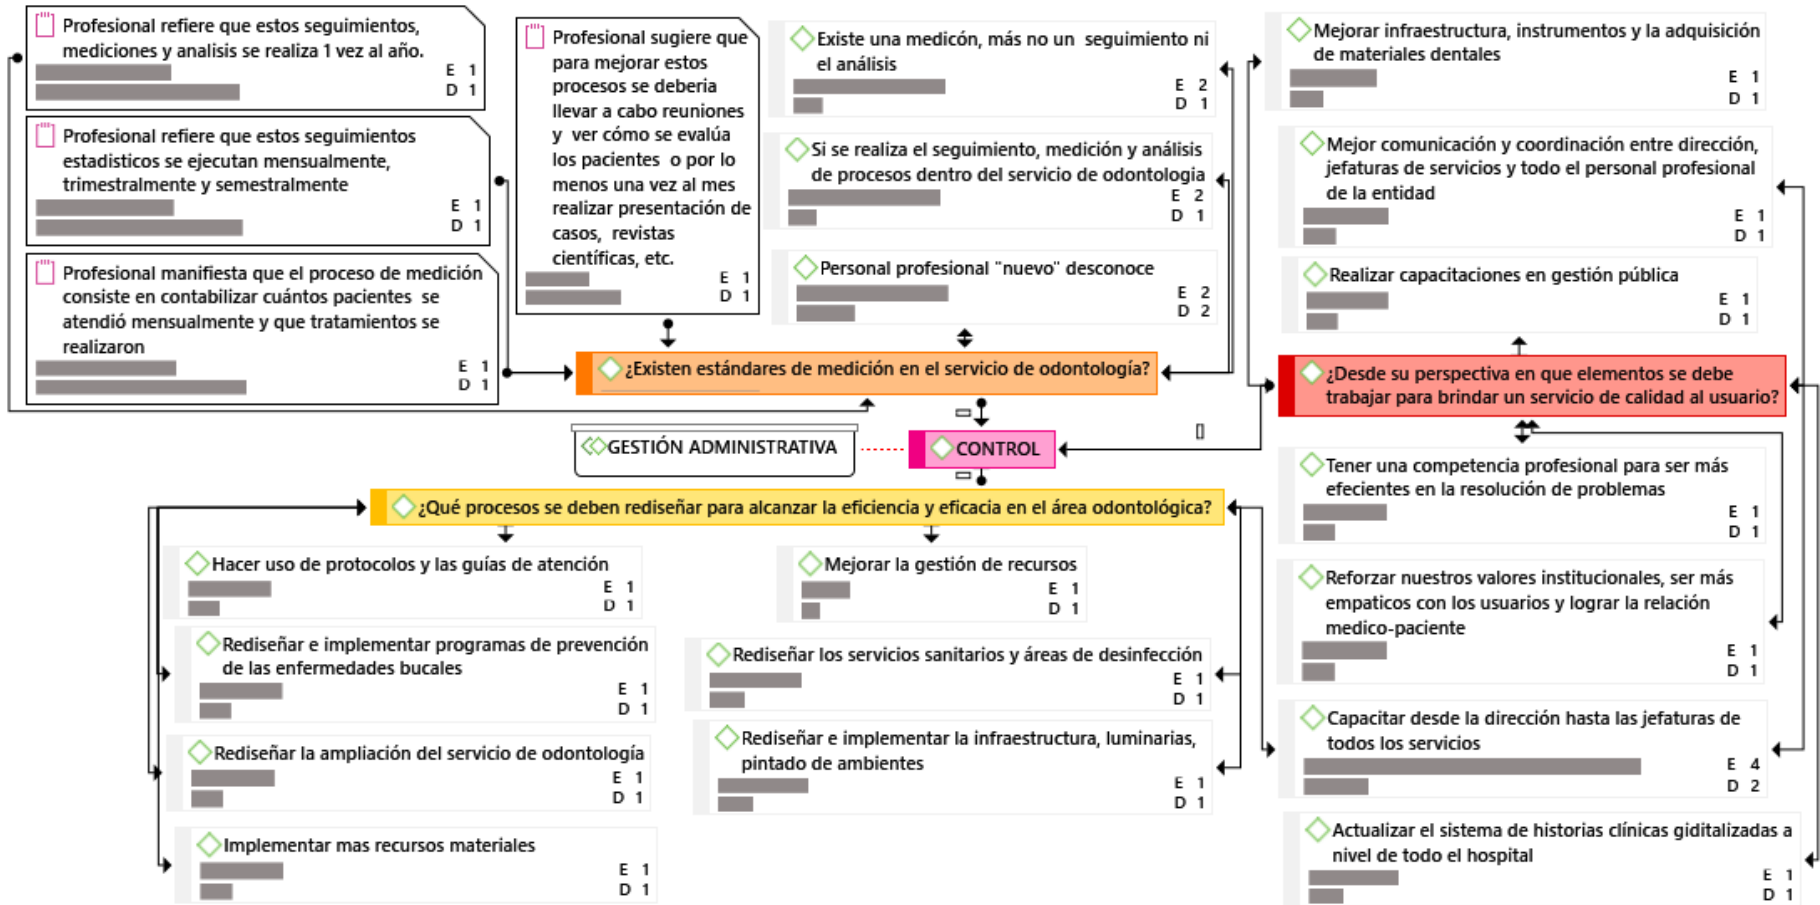 Profesional refiere que estos seguimientos,
mediciones y analisis se realiza 1 vez al año.
E 1
D 1
Profesional refiere que estos seguimientos
estadisticos se ejecutan mensualmente,
trimestralmente y semestralmente
E 1
D 1
Profesional manifiesta que el proceso de medición
consiste en contabilizar cuántos pacientes se
atendió mensualmente y que tratamientos se
realizaron
E 1
D 1
Profesional sugiere que
para mejorar estos
procesos se deberia
llevar a cabo reuniones
y ver cómo se evalúa
los pacientes o por lo
menos una vez al mes
realizar presentación de
casos, revistas
científicas, etc.
E 1
D 1
Existe una medicón, más no un seguimiento ni
el análisis
E 2
D 1
Si se realiza el seguimiento, medición y análisis
de procesos dentro del servicio de odontologia
E 2
D 1
Personal profesional "nuevo" desconoce
E 2
D 2
Mejorar infraestructura, instrumentos y la adquisición
de materiales dentales
E 1
D 1
Mejor comunicación y coordinación entre dirección,
jefaturas de servicios y todo el personal profesional
de la entidad
E 1
D 1
Realizar capacitaciones en gestión pública
E 1
D 1
¿Existen estándares de medición en el servicio de odontología?
¿Desde su perspectiva en que elementos se debe
trabajar para brindar un servicio de calidad al usuario?
GESTIÓN ADMINISTRATIVA
CONTROL
¿Qué procesos se deben rediseñar para alcanzar la eficiencia y eficacia en el área odontológica?
Hacer uso de protocolos y las guías de atención
E 1
D 1
Rediseñar e implementar programas de prevención
de las enfermedades bucales
E 1
D 1
Rediseñar la ampliación del servicio de odontología
E 1
D 1
Implementar mas recursos materiales
E 1
D 1
Mejorar la gestión de recursos
E 1
D 1
Rediseñar los servicios sanitarios y áreas de desinfección
E 1
D 1
Rediseñar e implementar la infraestructura, luminarias,
pintado de ambientes
E 1
D 1
Tener una competencia profesional para ser más
efecientes en la resolución de problemas
E 1
D 1
Reforzar nuestros valores institucionales, ser más
empaticos con los usuarios y lograr la relación
medico-paciente
E 1
D 1
Capacitar desde la dirección hasta las jefaturas de
todos los servicios
E 4
D 2
Actualizar el sistema de historias clínicas giditalizadas a
nivel de todo el hospital
E 1
D 1